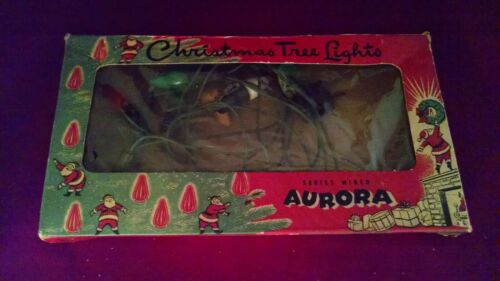 Christmas Tree Lights
SERIES WIRED
AURORA